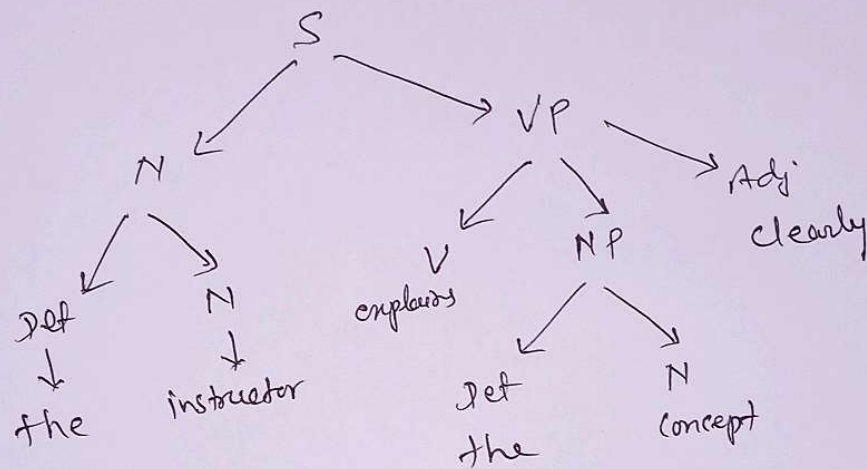 S
N VP
Det N V NP Adj
the instructor explains clearly
Det N
the concept